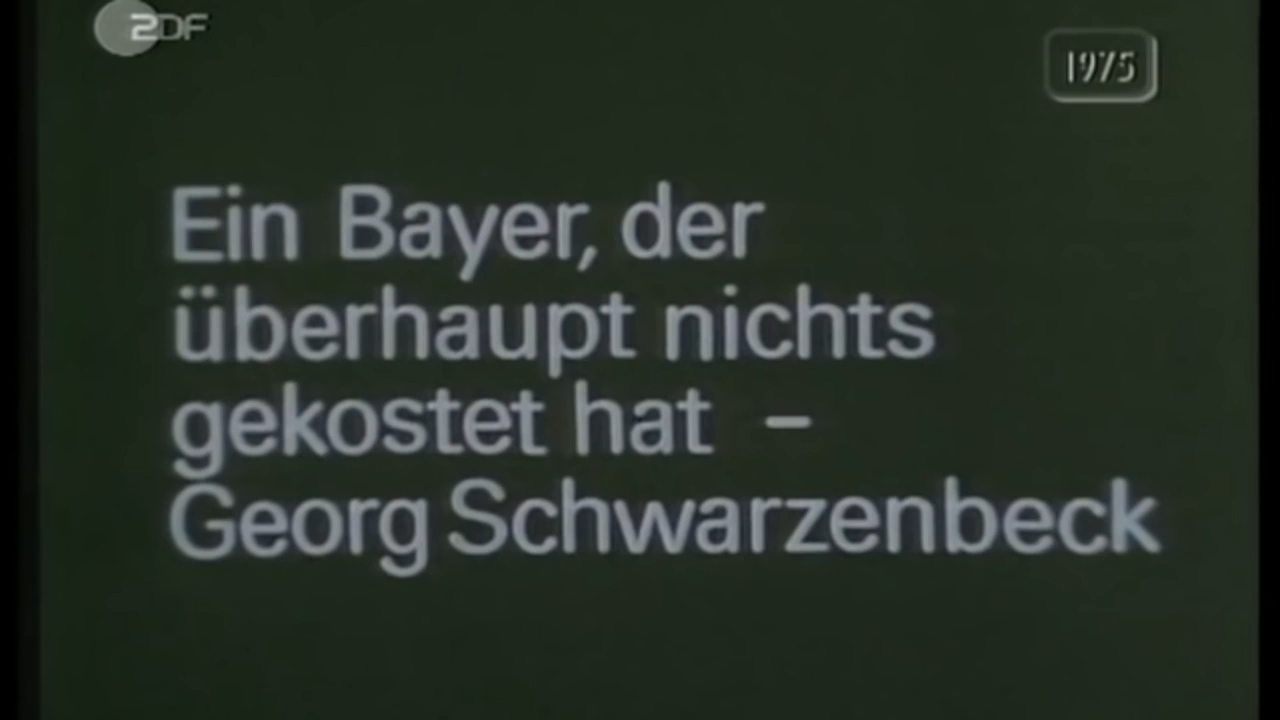 ZDF
1975
Ein Bayer, der
überhaupt nichts
gekostet hat –
Georg Schwarzenbeck